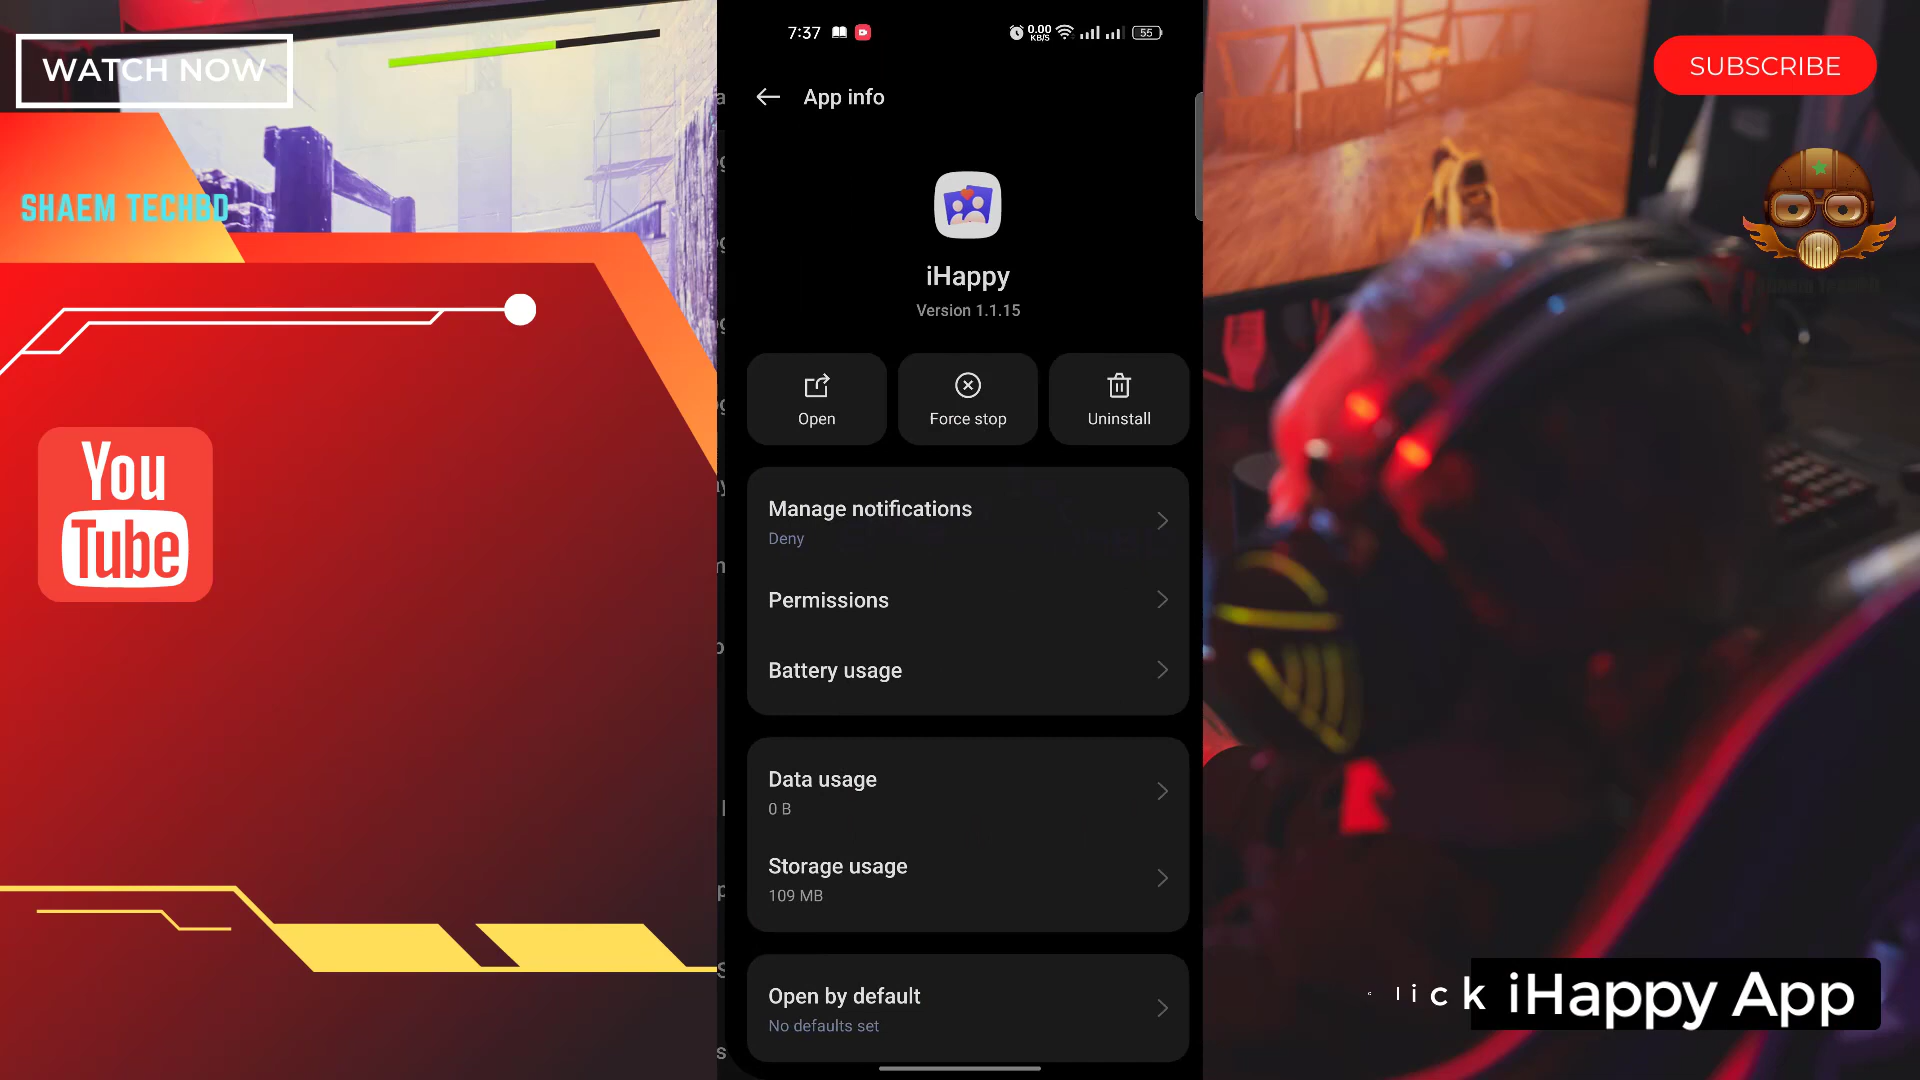 WATCH NOW
SHAEM TECHBD
You
Tube
7:37
0.00
KB/S
55
App info
iHappy
Version 1.1.15
Open
Force stop
Uninstall
Manage notifications
Deny
Permissions
Battery usage
Data usage
0 B
Storage usage
109 MB
Open by default
No defaults set
SUBSCRIBE
click iHappy App